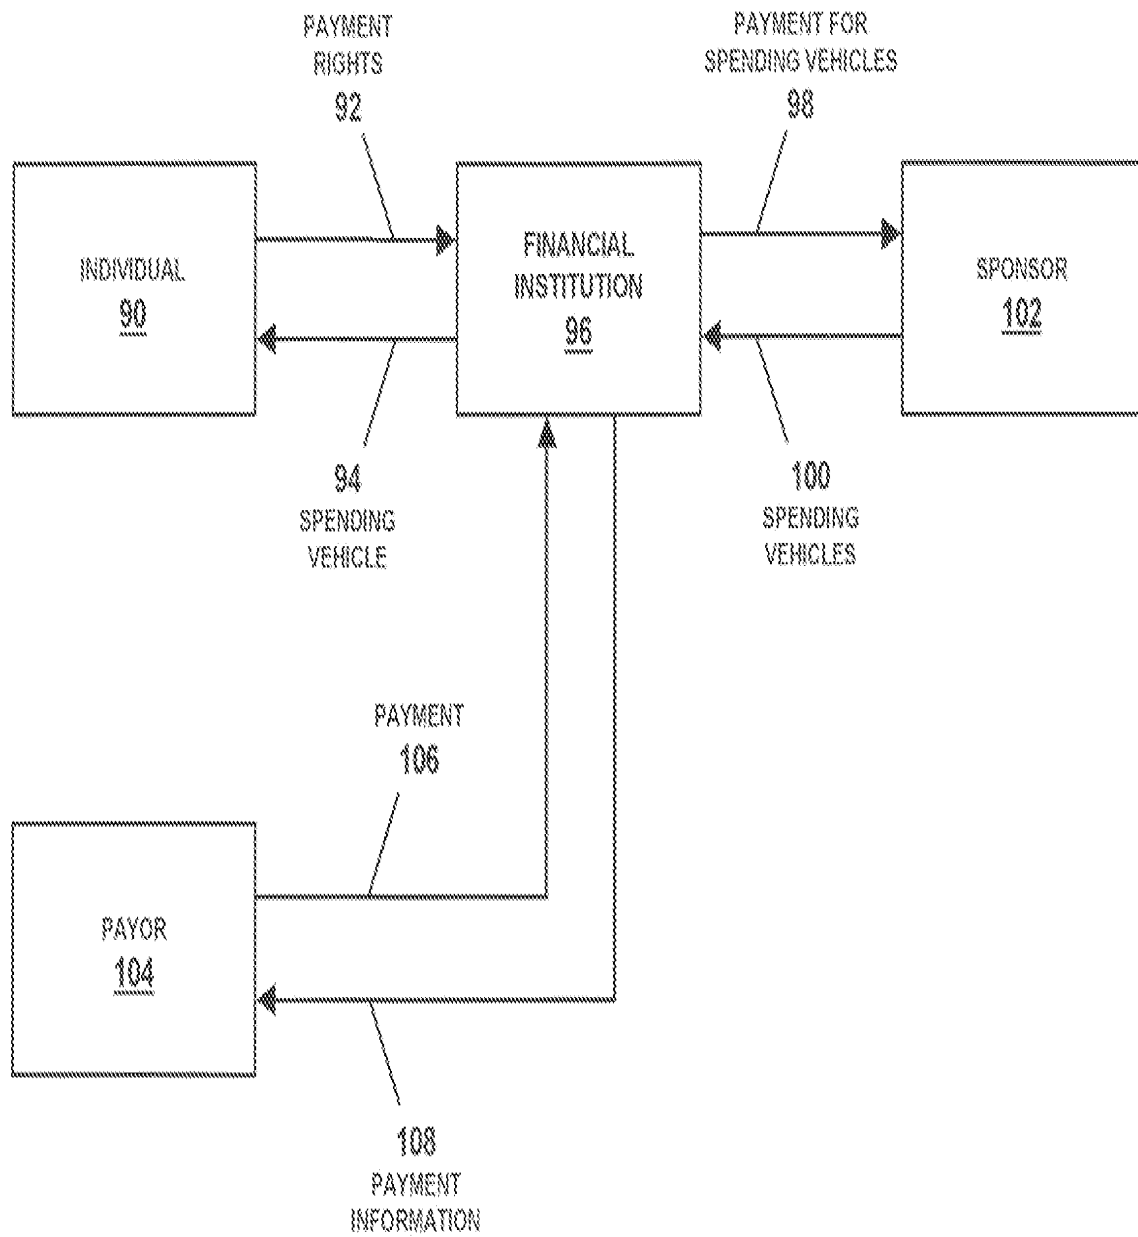 PAYMENT
RIGHTS
92
PAYMENT FOR
SPENDING VEHICLES
98
INDIVIDUAL
90
FINANCIAL
INSTITUTION
96
SPONSOR
102
94
SPENDING
VEHICLE
100
SPENDING
VEHICLES
PAYMENT
106
PAYOR
104
108
PAYMENT
INFORMATION